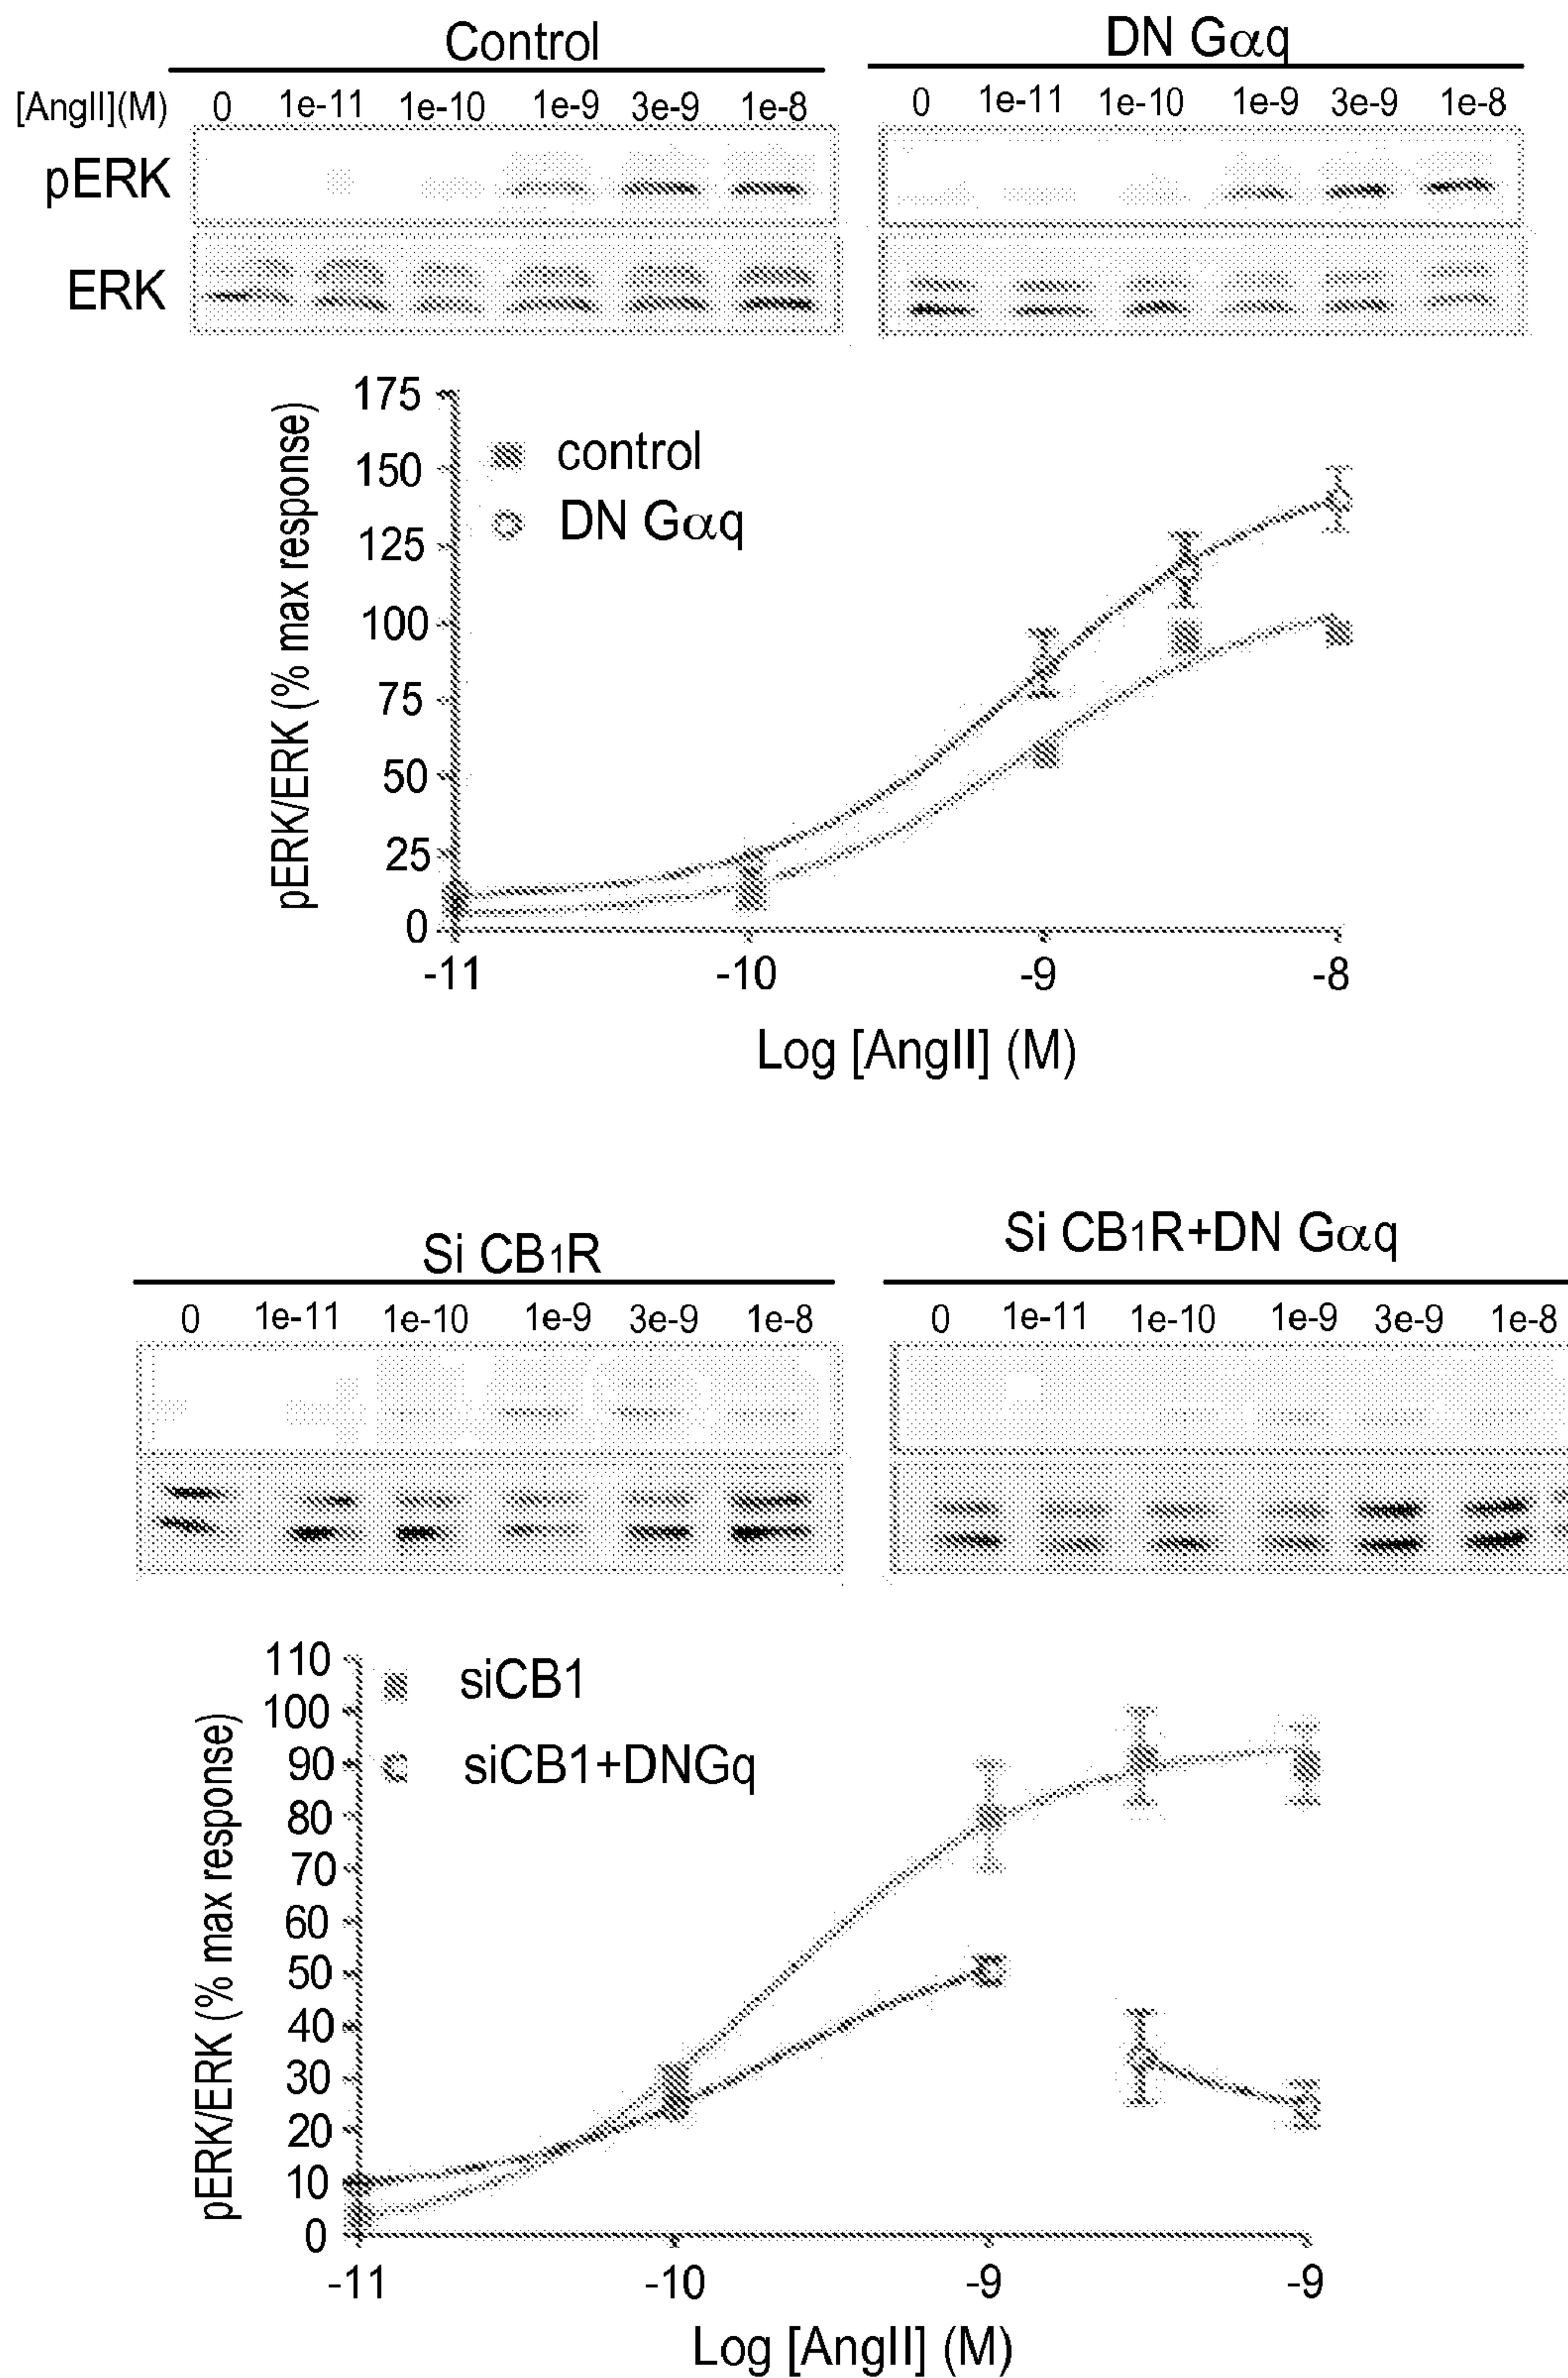 Control
DN Gαq
[AngII](M) 0 1e-11 1e-10 1e-9 3e-9 1e-8
0 1e-11 1e-10 1e-9 3e-9 1e-8
pERK
ERK
pERK/ERK (% max response)
175
150
125
100
75
50
25
0
control
DN Gαq
-11 -10 -9 -8
Log [AngII] (M)
Si CB1R
Si CB1R+DN Gαq
0 1e-11 1e-10 1e-9 3e-9 1e-8
0 1e-11 1e-10 1e-9 3e-9 1e-8
pERK/ERK (% max response)
110
100
90
80
70
60
50
40
30
20
10
0
siCB1
siCB1+DNGq
-11 -10 -9 -9
Log [AngII] (M)